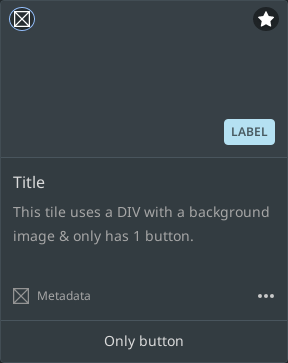 LABEL
Title
This tile uses a DIV with a background
image & only has 1 button.
Metadata
Only button